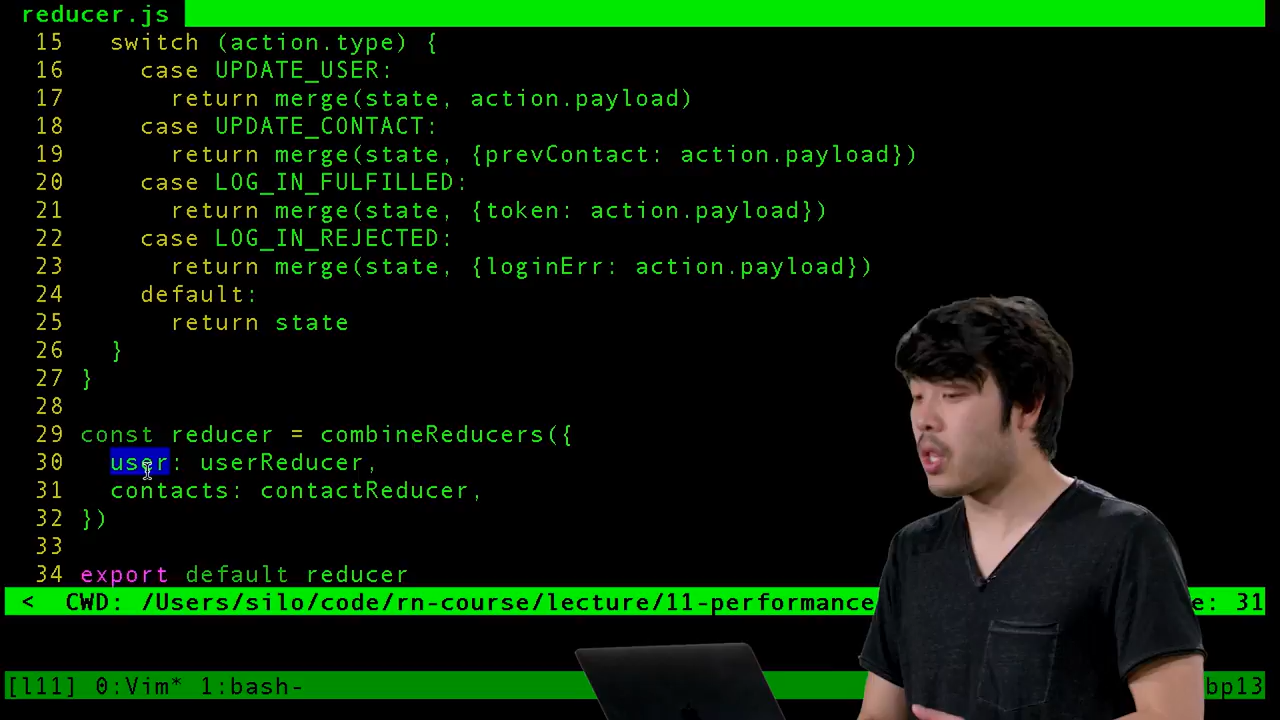 reducer.js
15 switch (action.type) {
16 case UPDATE_USER:
17 return merge(state, action.payload)
18 case UPDATE_CONTACT:
19 return merge(state, {prevContact: action.payload})
20 case LOG_IN_FULFILLED:
21 return merge(state, {token: action.payload})
22 case LOG_IN_REJECTED:
23 return merge(state, {loginErr: action.payload})
24 default:
25 return state
26 }
27 }
28
29 const reducer = combineReducers({
30 user: userReducer,
31 contacts: contactReducer,
32 })
33
34 export default reducer
< CWD: /Users/silo/code/rn-course/lecture/11-performance e: 31
[l11] 0:Vim* 1:bash- bp13